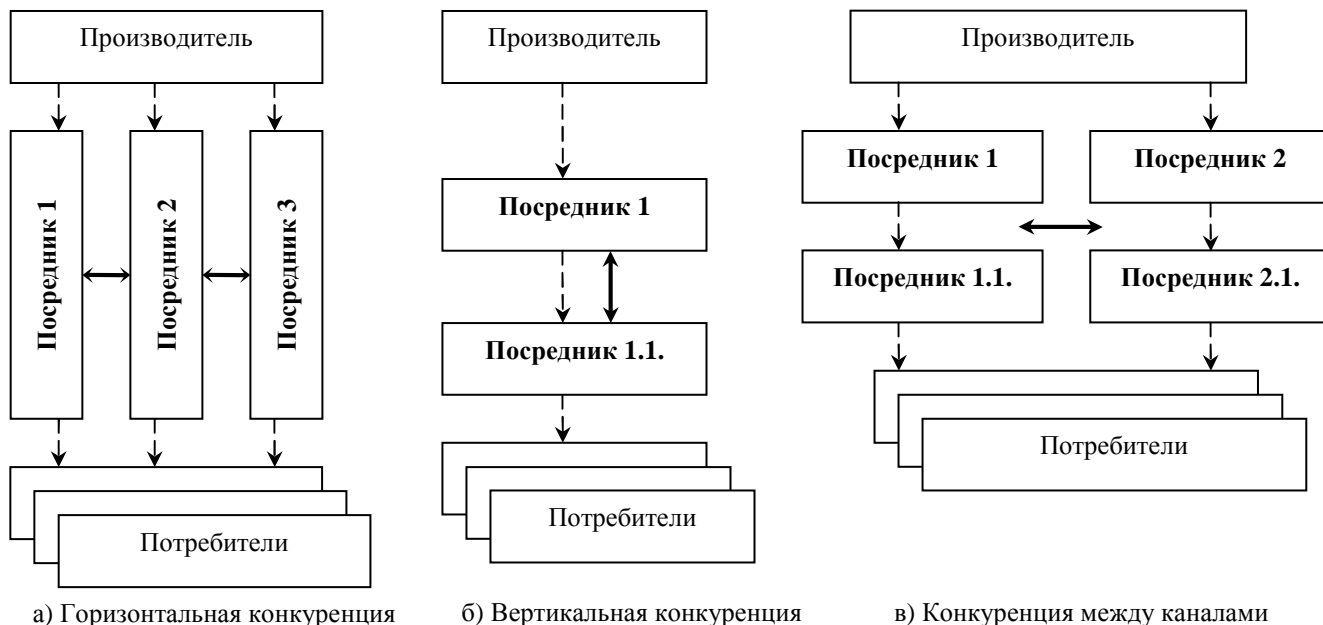 Производитель
Посредник 1
Посредник 2
Посредник 3
Потребители
а) Горизонтальная конкуренция
Производитель
Посредник 1
Посредник 1.1.
Потребители
б) Вертикальная конкуренция
Производитель
Посредник 1
Посредник 2
Посредник 1.1.
Посредник 2.1.
Потребители
в) Конкуренция между каналами